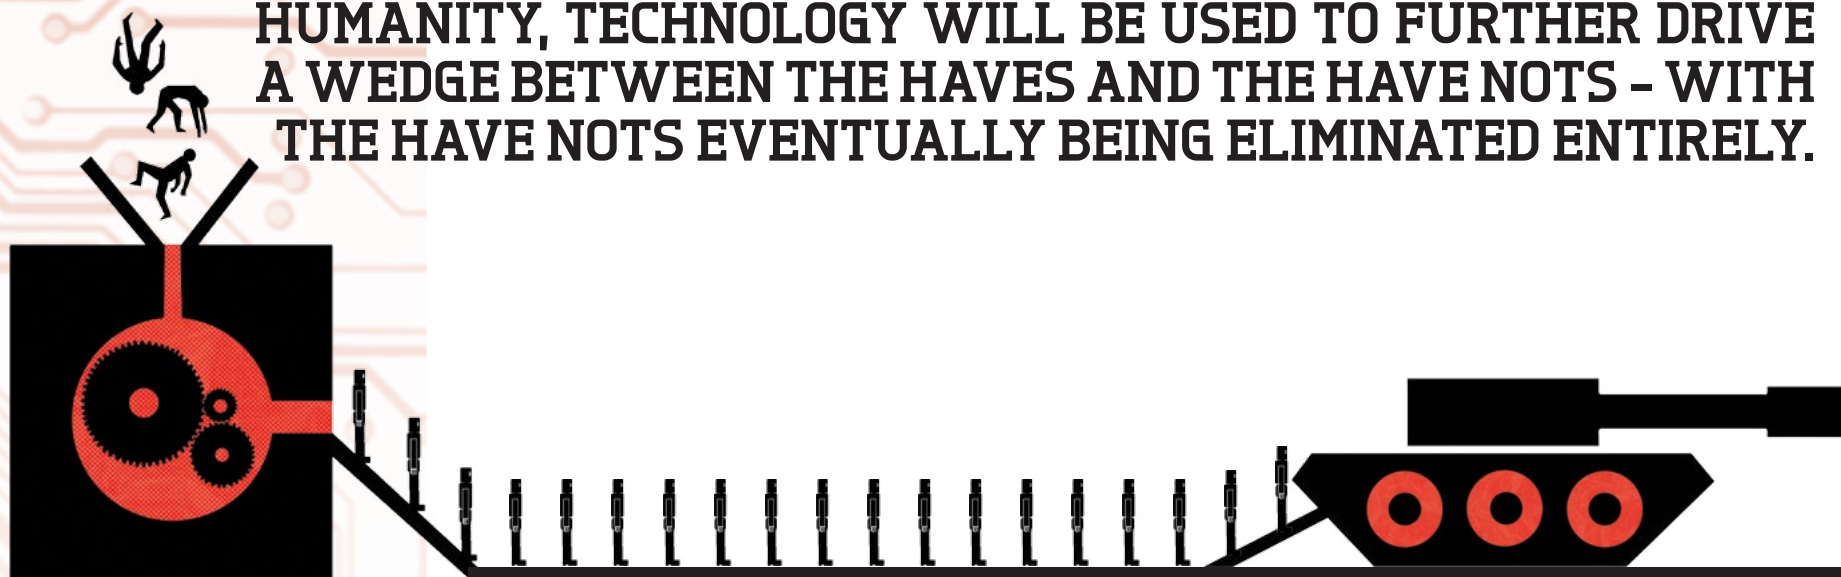 HUMANITY, TECHNOLOGY WILL BE USED TO FURTHER DRIVE
A WEDGE BETWEEN THE HAVES AND THE HAVE NOTS – WITH
THE HAVE NOTS EVENTUALLY BEING ELIMINATED ENTIRELY.